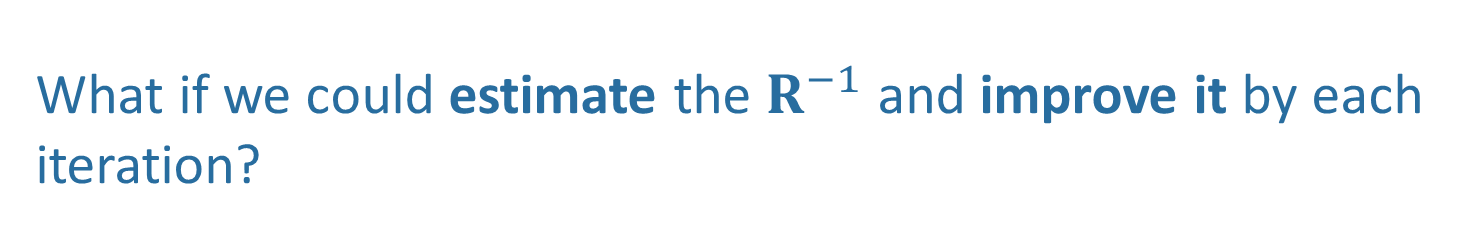 What if we could estimate the R⁻¹ and improve it by each
iteration?